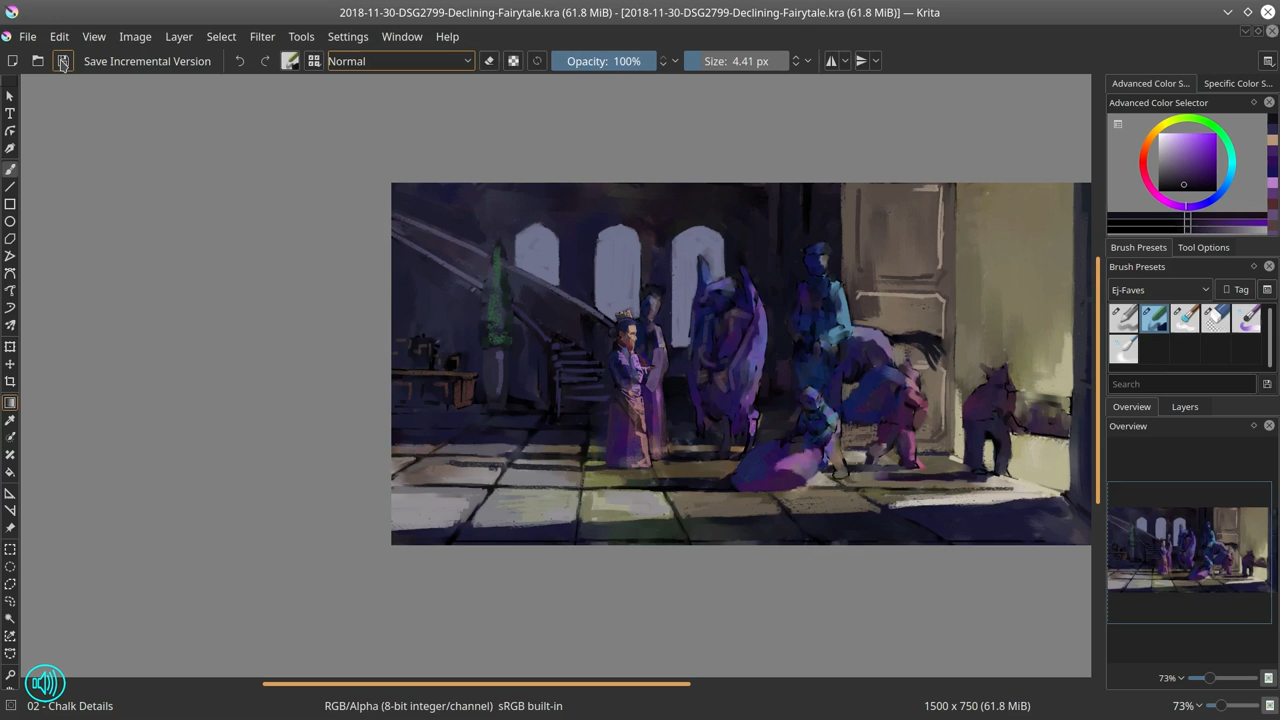 2018-11-30-DSG2799-Declining-Fairytale.kra (61.8 MiB) - [2018-11-30-DSG2799-Declining-Fairytale.kra (61.8 MiB)] — Krita
File Edit View Image Layer Select Filter Tools Settings Window Help
Save Incremental Version Normal Opacity: 100% Size: 4.41 px
Advanced Color S... Specific Color S...
Advanced Color Selector
Brush Presets Tool Options
Brush Presets
Ej-Faves Tag
Search
Overview Layers
Overview
73%
02 - Chalk Details RGB/Alpha (8-bit integer/channel) sRGB built-in 1500 x 750 (61.8 MiB) 73%